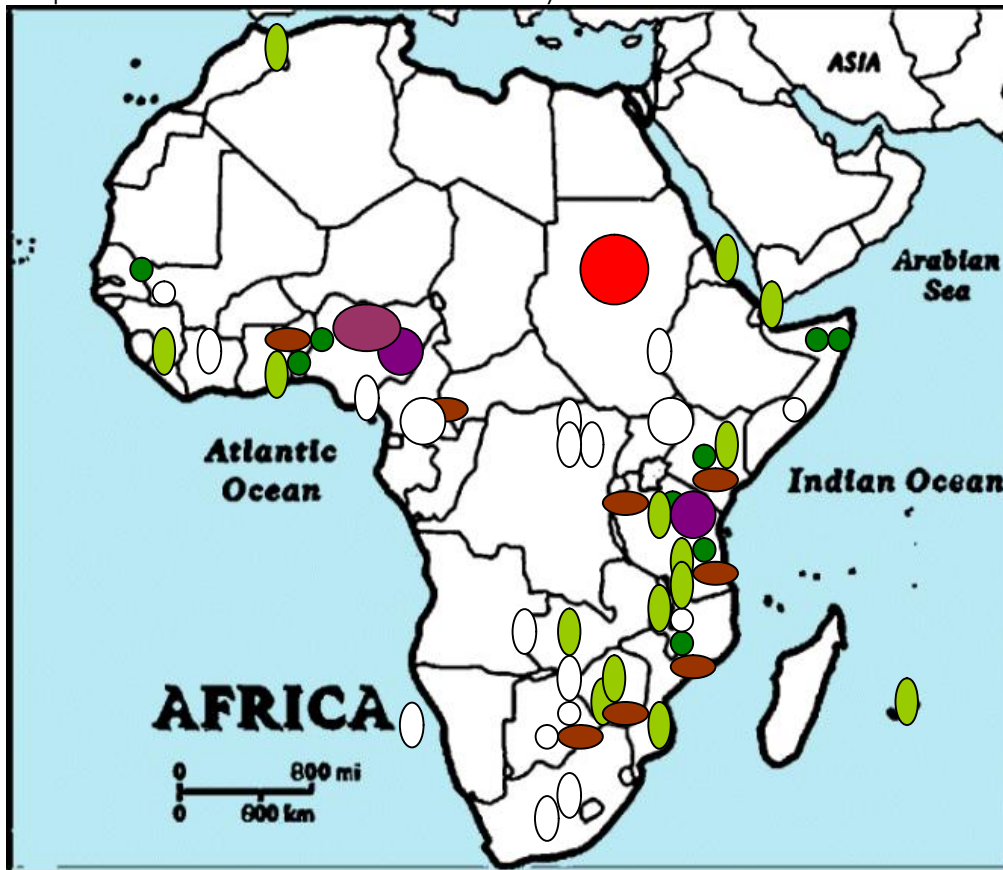 ASIA
Arabian
Sea
Atlantic
Ocean
Indian Ocean
AFRICA
0 800 mi
0 800 km